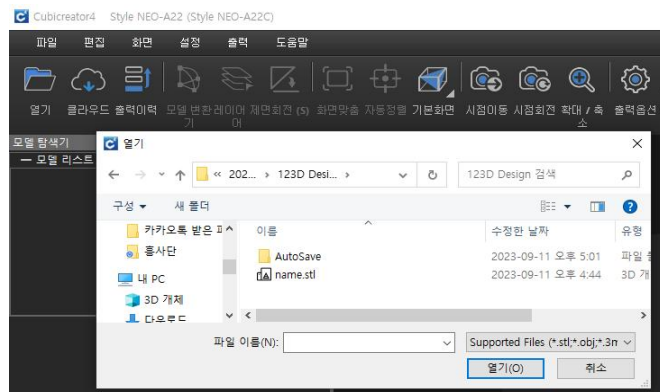 Cubicreator4 Style NEO-A22 (Style NEO-A22C)
파일 편집 화면 설정 출력 도움말
열기 클라우드 출력이력 모델 변환기 레이어 제면회전 (S) 화면맞춤 자동정렬 기본화면 시점이동 시점회전 확대 / 축소 출력옵션
모델 탐색기
모델 리스트
열기
« 202... › 123D Desi... ›
123D Design 검색
구성 새 폴더
카카오톡 받은
흥사단
내 PC
3D 개체
다운로드
이름 수정한 날짜 유형
AutoSave 2023-09-11 오후 5:01 파일
name.stl 2023-09-11 오후 4:44 3D
파일 이름(N): Supported Files (*.stl;*.obj;*.3m
열기(O) 취소